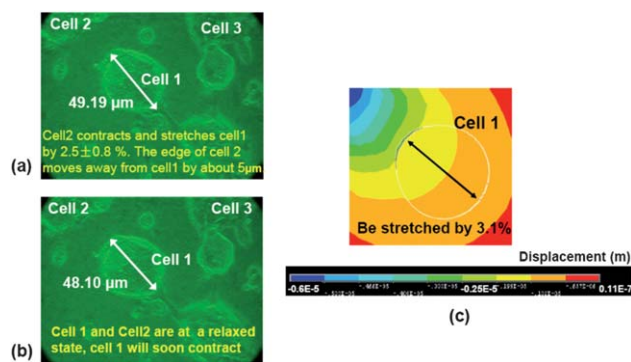 Cell 2
Cell 3
Cell 1
49.19 µm
Cell2 contracts and stretches cell1
by 2.5±0.8 %. The edge of cell 2
moves away from cell1 by about 5µm
(a)
Cell 2
Cell 3
Cell 1
48.10 µm
Cell 1 and Cell2 are at a relaxed
state, cell 1 will soon contract
(b)
Cell 1
Be stretched by 3.1%
Displacement (m)
-0.6E-5
-0.25E-5
0.11E-7
(c)